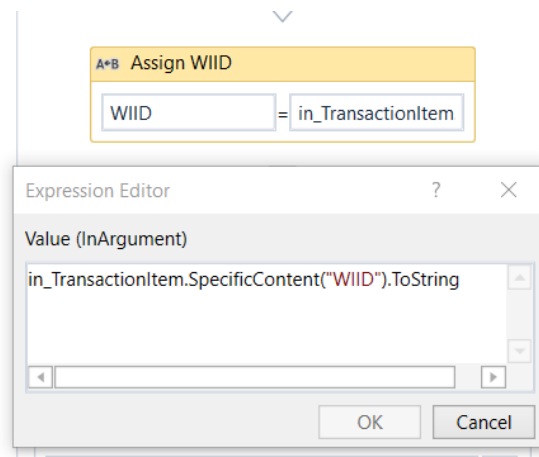 A+B Assign WIID
WIID = in_TransactionItem
Expression Editor ? ×
Value (InArgument)
in_TransactionItem.SpecificContent("WIID").ToString
OK Cancel